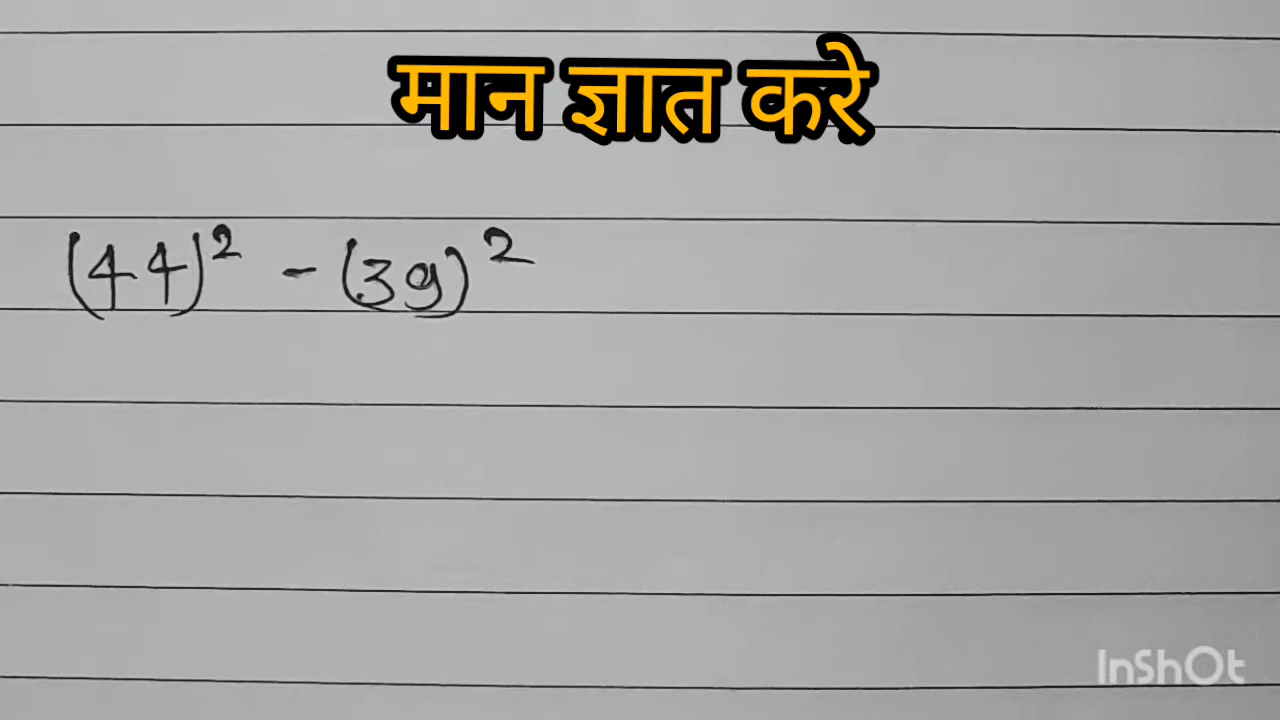 मान ज्ञात करे
(44)² - (39)²
InShOt